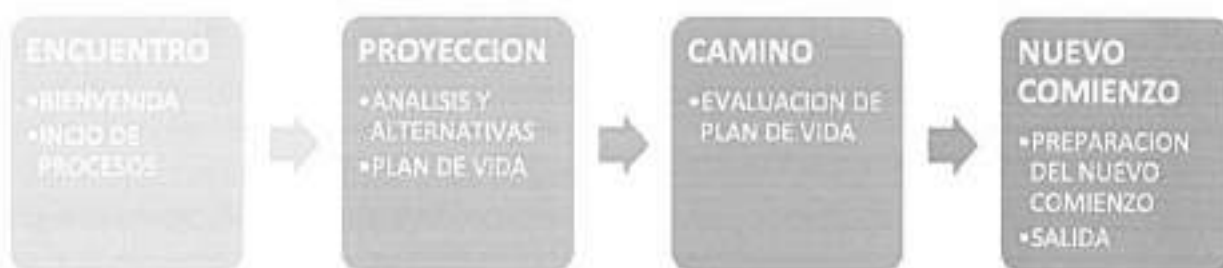 ENCUENTRO
•BIENVENIDA
•INCIO DE
PROCESOS
PROYECCION
•ANALISIS Y
ALTERNATIVAS
•PLAN DE VIDA
CAMINO
•EVALUACION DE
PLAN DE VIDA
NUEVO
COMIENZO
•PREPARACION
DEL NUEVO
COMIENZO
•SALIDA